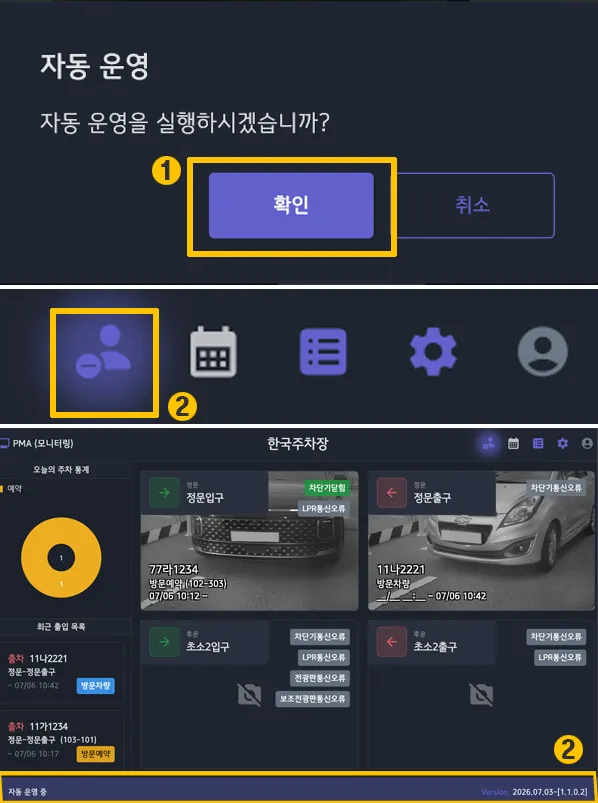 자동 운영
자동 운영을 실행하시겠습니까?
1
확인
취소
2
PMA (모니터링)
한국주차장
오늘의 주차 통계
예약
1
1
최근 출입 목록
출차 11나2221
정문-정문출구
~ 07/06 10:42
방문차량
출차 11가1234
정문-정문출구 (103-101)
~ 07/06 10:17
방문예약
정문
정문입구
차단기닫힘
LPR통신오류
77라1234
방문예약 (102-303)
07/06 10:12 ~
정문
정문출구
차단기통신오류
11나2221
방문차량
__/__ __:__ ~ 07/06 10:42
후문
초소2입구
차단기통신오류
LPR통신오류
전광판통신오류
보조전광판통신오류
후문
초소2출구
차단기통신오류
LPR통신오류
2
자동 운영 중
Version. 2026.07.03-[1.1.0.2]